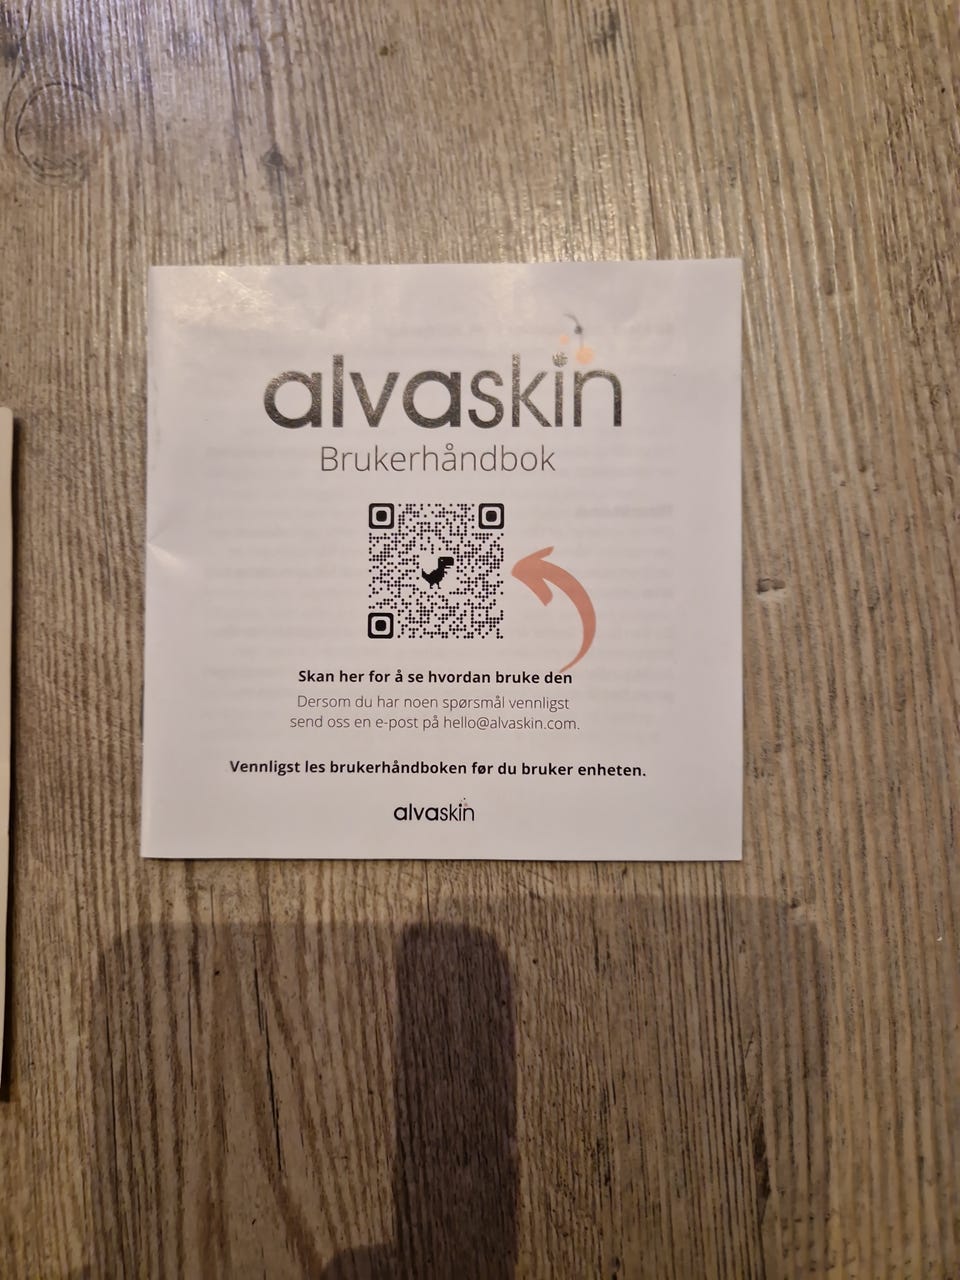 alvaskin
Brukerhåndbok
Skan her for å se hvordan bruke den
Dersom du har noen spørsmål vennligst
send oss en e-post på hello@alvaskin.com.
Vennligst les brukerhåndboken før du bruker enheten.
alvaskin